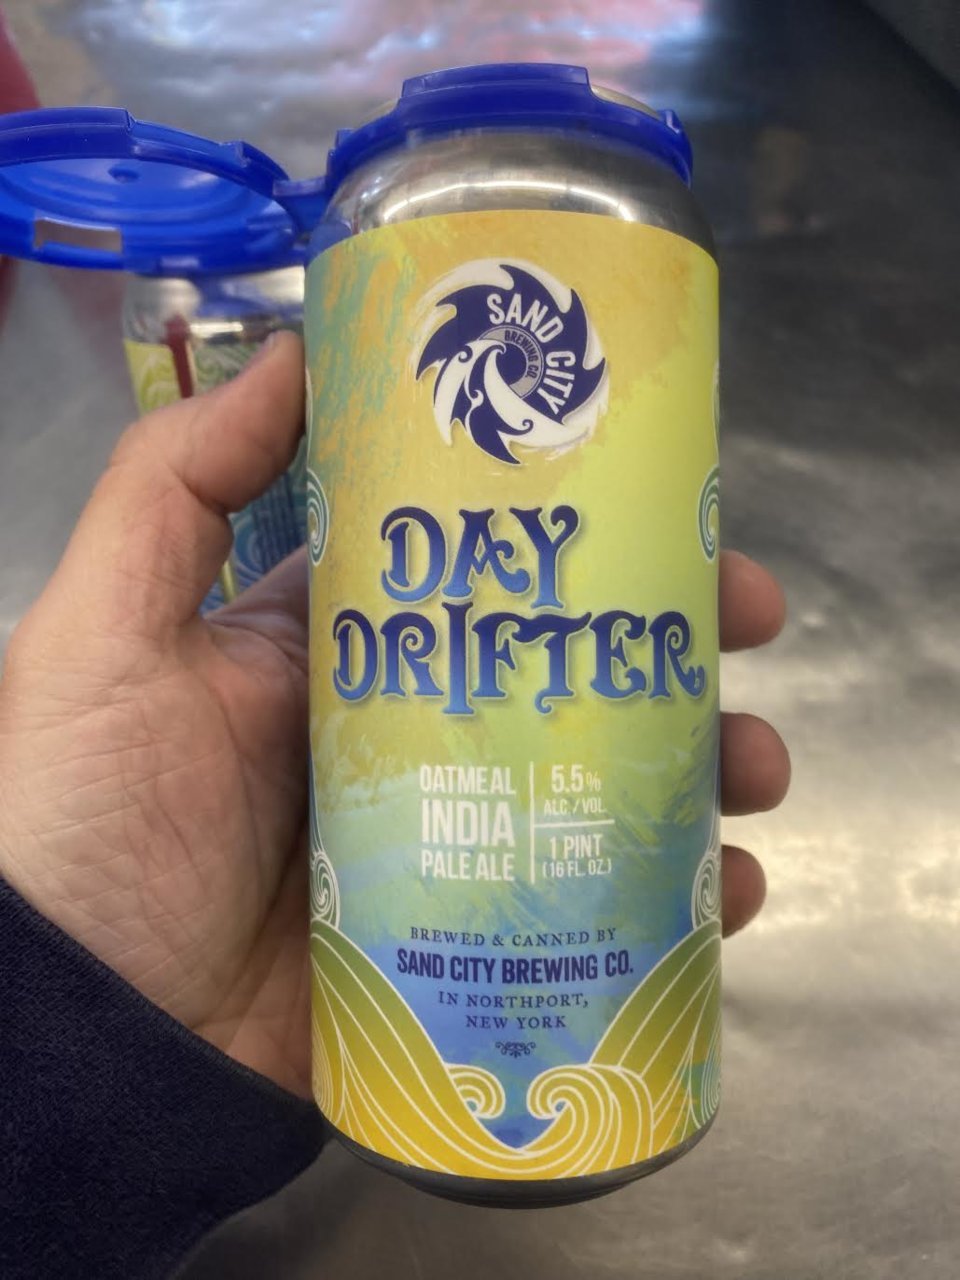 SAND CITY
BREWING CO.
DAY
DRIFTER
OATMEAL
INDIA
PALE ALE
5.5%
ALC./VOL.
1 PINT
(16 FL. OZ.)
BREWED & CANNED BY
SAND CITY BREWING CO.
IN NORTHPORT,
NEW YORK